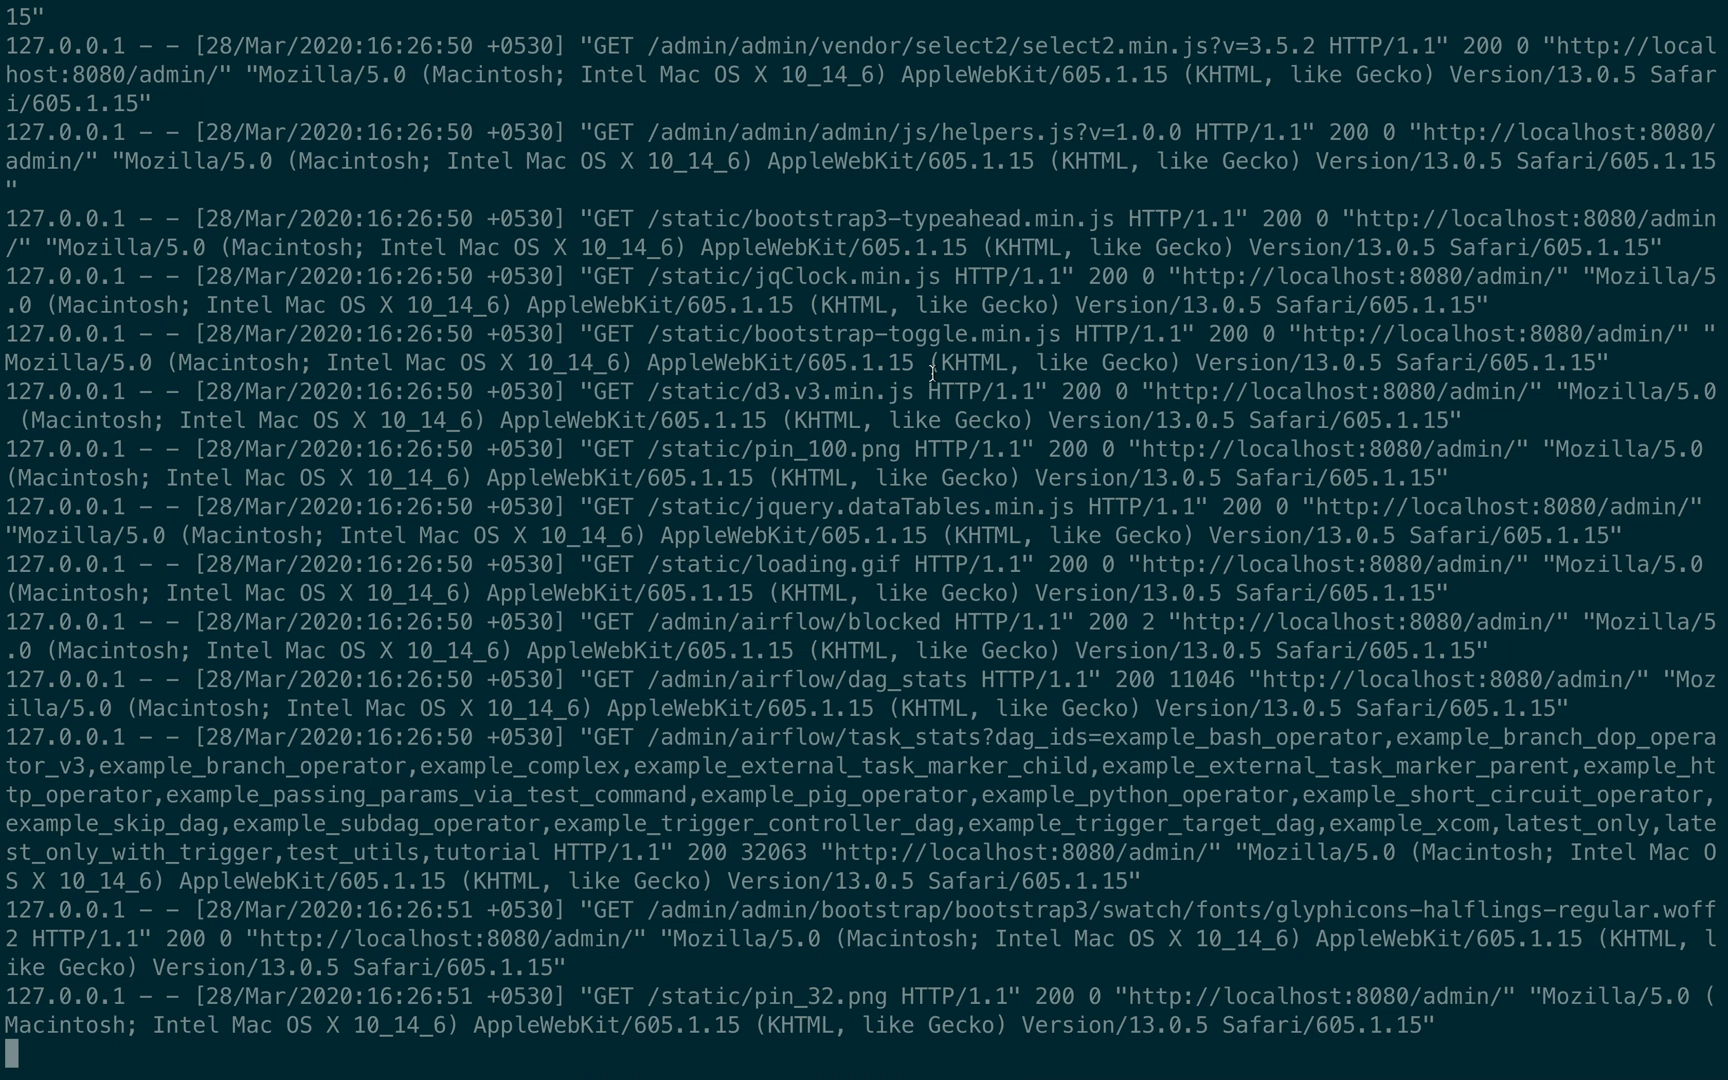 15"
127.0.0.1 - - [28/Mar/2020:16:26:50 +0530] "GET /admin/admin/vendor/select2/select2.min.js?v=3.5.2 HTTP/1.1" 200 0 "http://local
host:8080/admin/" "Mozilla/5.0 (Macintosh; Intel Mac OS X 10_14_6) AppleWebKit/605.1.15 (KHTML, like Gecko) Version/13.0.5 Safar
i/605.1.15"
127.0.0.1 - - [28/Mar/2020:16:26:50 +0530] "GET /admin/admin/admin/js/helpers.js?v=1.0.0 HTTP/1.1" 200 0 "http://localhost:8080/
admin/" "Mozilla/5.0 (Macintosh; Intel Mac OS X 10_14_6) AppleWebKit/605.1.15 (KHTML, like Gecko) Version/13.0.5 Safari/605.1.15
"
127.0.0.1 - - [28/Mar/2020:16:26:50 +0530] "GET /static/bootstrap3-typeahead.min.js HTTP/1.1" 200 0 "http://localhost:8080/admin
/" "Mozilla/5.0 (Macintosh; Intel Mac OS X 10_14_6) AppleWebKit/605.1.15 (KHTML, like Gecko) Version/13.0.5 Safari/605.1.15"
127.0.0.1 - - [28/Mar/2020:16:26:50 +0530] "GET /static/jqClock.min.js HTTP/1.1" 200 0 "http://localhost:8080/admin/" "Mozilla/5
.0 (Macintosh; Intel Mac OS X 10_14_6) AppleWebKit/605.1.15 (KHTML, like Gecko) Version/13.0.5 Safari/605.1.15"
127.0.0.1 - - [28/Mar/2020:16:26:50 +0530] "GET /static/bootstrap-toggle.min.js HTTP/1.1" 200 0 "http://localhost:8080/admin/" "
Mozilla/5.0 (Macintosh; Intel Mac OS X 10_14_6) AppleWebKit/605.1.15 (KHTML, like Gecko) Version/13.0.5 Safari/605.1.15"
127.0.0.1 - - [28/Mar/2020:16:26:50 +0530] "GET /static/d3.v3.min.js HTTP/1.1" 200 0 "http://localhost:8080/admin/" "Mozilla/5.0
 (Macintosh; Intel Mac OS X 10_14_6) AppleWebKit/605.1.15 (KHTML, like Gecko) Version/13.0.5 Safari/605.1.15"
127.0.0.1 - - [28/Mar/2020:16:26:50 +0530] "GET /static/pin_100.png HTTP/1.1" 200 0 "http://localhost:8080/admin/" "Mozilla/5.0
(Macintosh; Intel Mac OS X 10_14_6) AppleWebKit/605.1.15 (KHTML, like Gecko) Version/13.0.5 Safari/605.1.15"
127.0.0.1 - - [28/Mar/2020:16:26:50 +0530] "GET /static/jquery.dataTables.min.js HTTP/1.1" 200 0 "http://localhost:8080/admin/"
"Mozilla/5.0 (Macintosh; Intel Mac OS X 10_14_6) AppleWebKit/605.1.15 (KHTML, like Gecko) Version/13.0.5 Safari/605.1.15"
127.0.0.1 - - [28/Mar/2020:16:26:50 +0530] "GET /static/loading.gif HTTP/1.1" 200 0 "http://localhost:8080/admin/" "Mozilla/5.0
(Macintosh; Intel Mac OS X 10_14_6) AppleWebKit/605.1.15 (KHTML, like Gecko) Version/13.0.5 Safari/605.1.15"
127.0.0.1 - - [28/Mar/2020:16:26:50 +0530] "GET /admin/airflow/blocked HTTP/1.1" 200 2 "http://localhost:8080/admin/" "Mozilla/5
.0 (Macintosh; Intel Mac OS X 10_14_6) AppleWebKit/605.1.15 (KHTML, like Gecko) Version/13.0.5 Safari/605.1.15"
127.0.0.1 - - [28/Mar/2020:16:26:50 +0530] "GET /admin/airflow/dag_stats HTTP/1.1" 200 11046 "http://localhost:8080/admin/" "Moz
illa/5.0 (Macintosh; Intel Mac OS X 10_14_6) AppleWebKit/605.1.15 (KHTML, like Gecko) Version/13.0.5 Safari/605.1.15"
127.0.0.1 - - [28/Mar/2020:16:26:50 +0530] "GET /admin/airflow/task_stats?dag_ids=example_bash_operator,example_branch_dop_opera
tor_v3,example_branch_operator,example_complex,example_external_task_marker_child,example_external_task_marker_parent,example_ht
tp_operator,example_passing_params_via_test_command,example_pig_operator,example_python_operator,example_short_circuit_operator,
example_skip_dag,example_subdag_operator,example_trigger_controller_dag,example_trigger_target_dag,example_xcom,latest_only,late
st_only_with_trigger,test_utils,tutorial HTTP/1.1" 200 32063 "http://localhost:8080/admin/" "Mozilla/5.0 (Macintosh; Intel Mac O
S X 10_14_6) AppleWebKit/605.1.15 (KHTML, like Gecko) Version/13.0.5 Safari/605.1.15"
127.0.0.1 - - [28/Mar/2020:16:26:51 +0530] "GET /admin/admin/bootstrap/bootstrap3/swatch/fonts/glyphicons-halflings-regular.woff
2 HTTP/1.1" 200 0 "http://localhost:8080/admin/" "Mozilla/5.0 (Macintosh; Intel Mac OS X 10_14_6) AppleWebKit/605.1.15 (KHTML, l
ike Gecko) Version/13.0.5 Safari/605.1.15"
127.0.0.1 - - [28/Mar/2020:16:26:51 +0530] "GET /static/pin_32.png HTTP/1.1" 200 0 "http://localhost:8080/admin/" "Mozilla/5.0 (
Macintosh; Intel Mac OS X 10_14_6) AppleWebKit/605.1.15 (KHTML, like Gecko) Version/13.0.5 Safari/605.1.15"